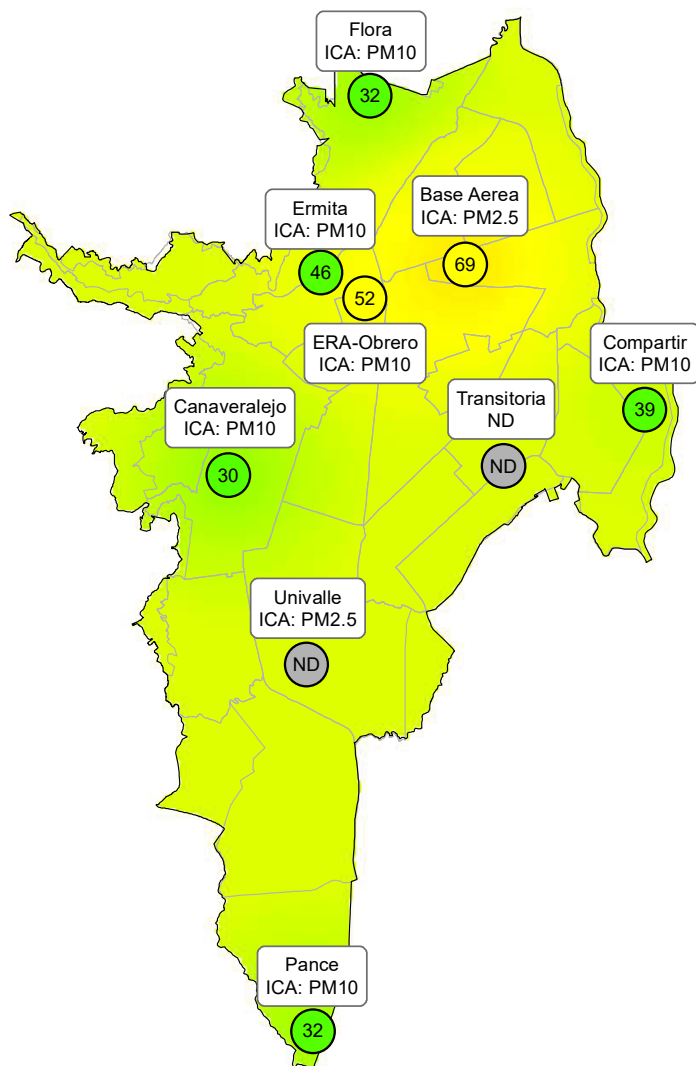 Flora
ICA: PM10
32
Ermita
ICA: PM10
46
Base Aerea
ICA: PM2.5
69
52
ERA-Obrero
ICA: PM10
Compartir
ICA: PM10
39
Canaveralejo
ICA: PM10
30
Transitoria
ND
ND
Univalle
ICA: PM2.5
ND
Pance
ICA: PM10
32